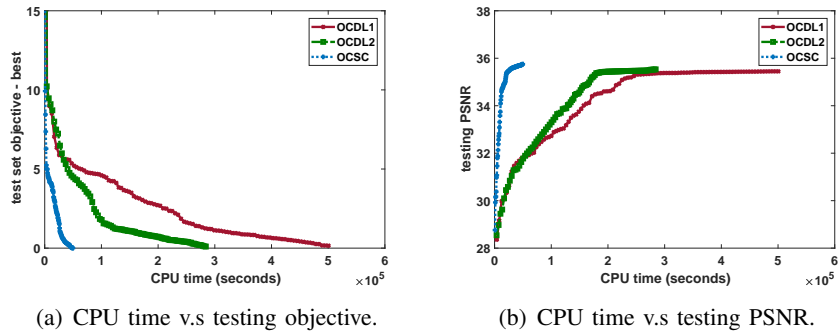 15
10
5
0
test set objective - best
OCDL1
OCDL2
OCSC
0 1 2 3 4 5 6
CPU time (seconds)
×10^5
(a) CPU time v.s testing objective.
36
34
32
30
28
testing PSNR
OCDL1
OCDL2
OCSC
0 1 2 3 4 5 6
CPU time (seconds)
×10^5
(b) CPU time v.s testing PSNR.